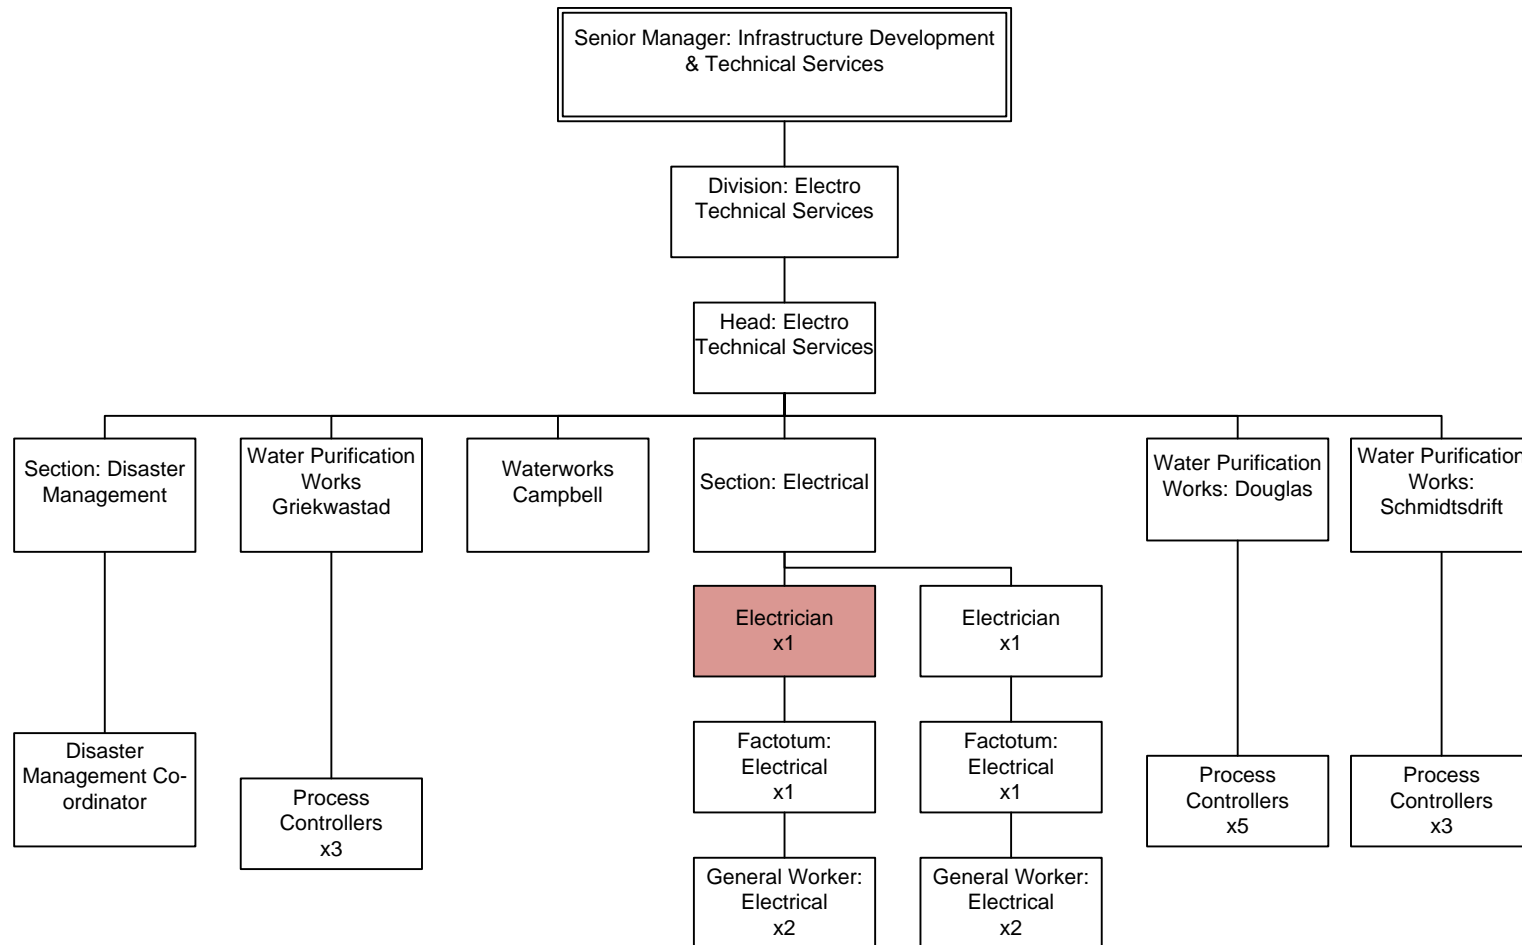 Senior Manager: Infrastructure Development
& Technical Services
Division: Electro
Technical Services
Head: Electro
Technical Services
Section: Disaster
Management
Water Purification
Works
Griekwastad
Waterworks
Campbell
Section: Electrical
Water Purification
Works: Douglas
Water Purification
Works:
Schmidtsdrift
Electrician
x1
Electrician
x1
Disaster
Management Co-
ordinator
Process
Controllers
x3
Factotum:
Electrical
x1
Factotum:
Electrical
x1
Process
Controllers
x5
Process
Controllers
x3
General Worker:
Electrical
x2
General Worker:
Electrical
x2